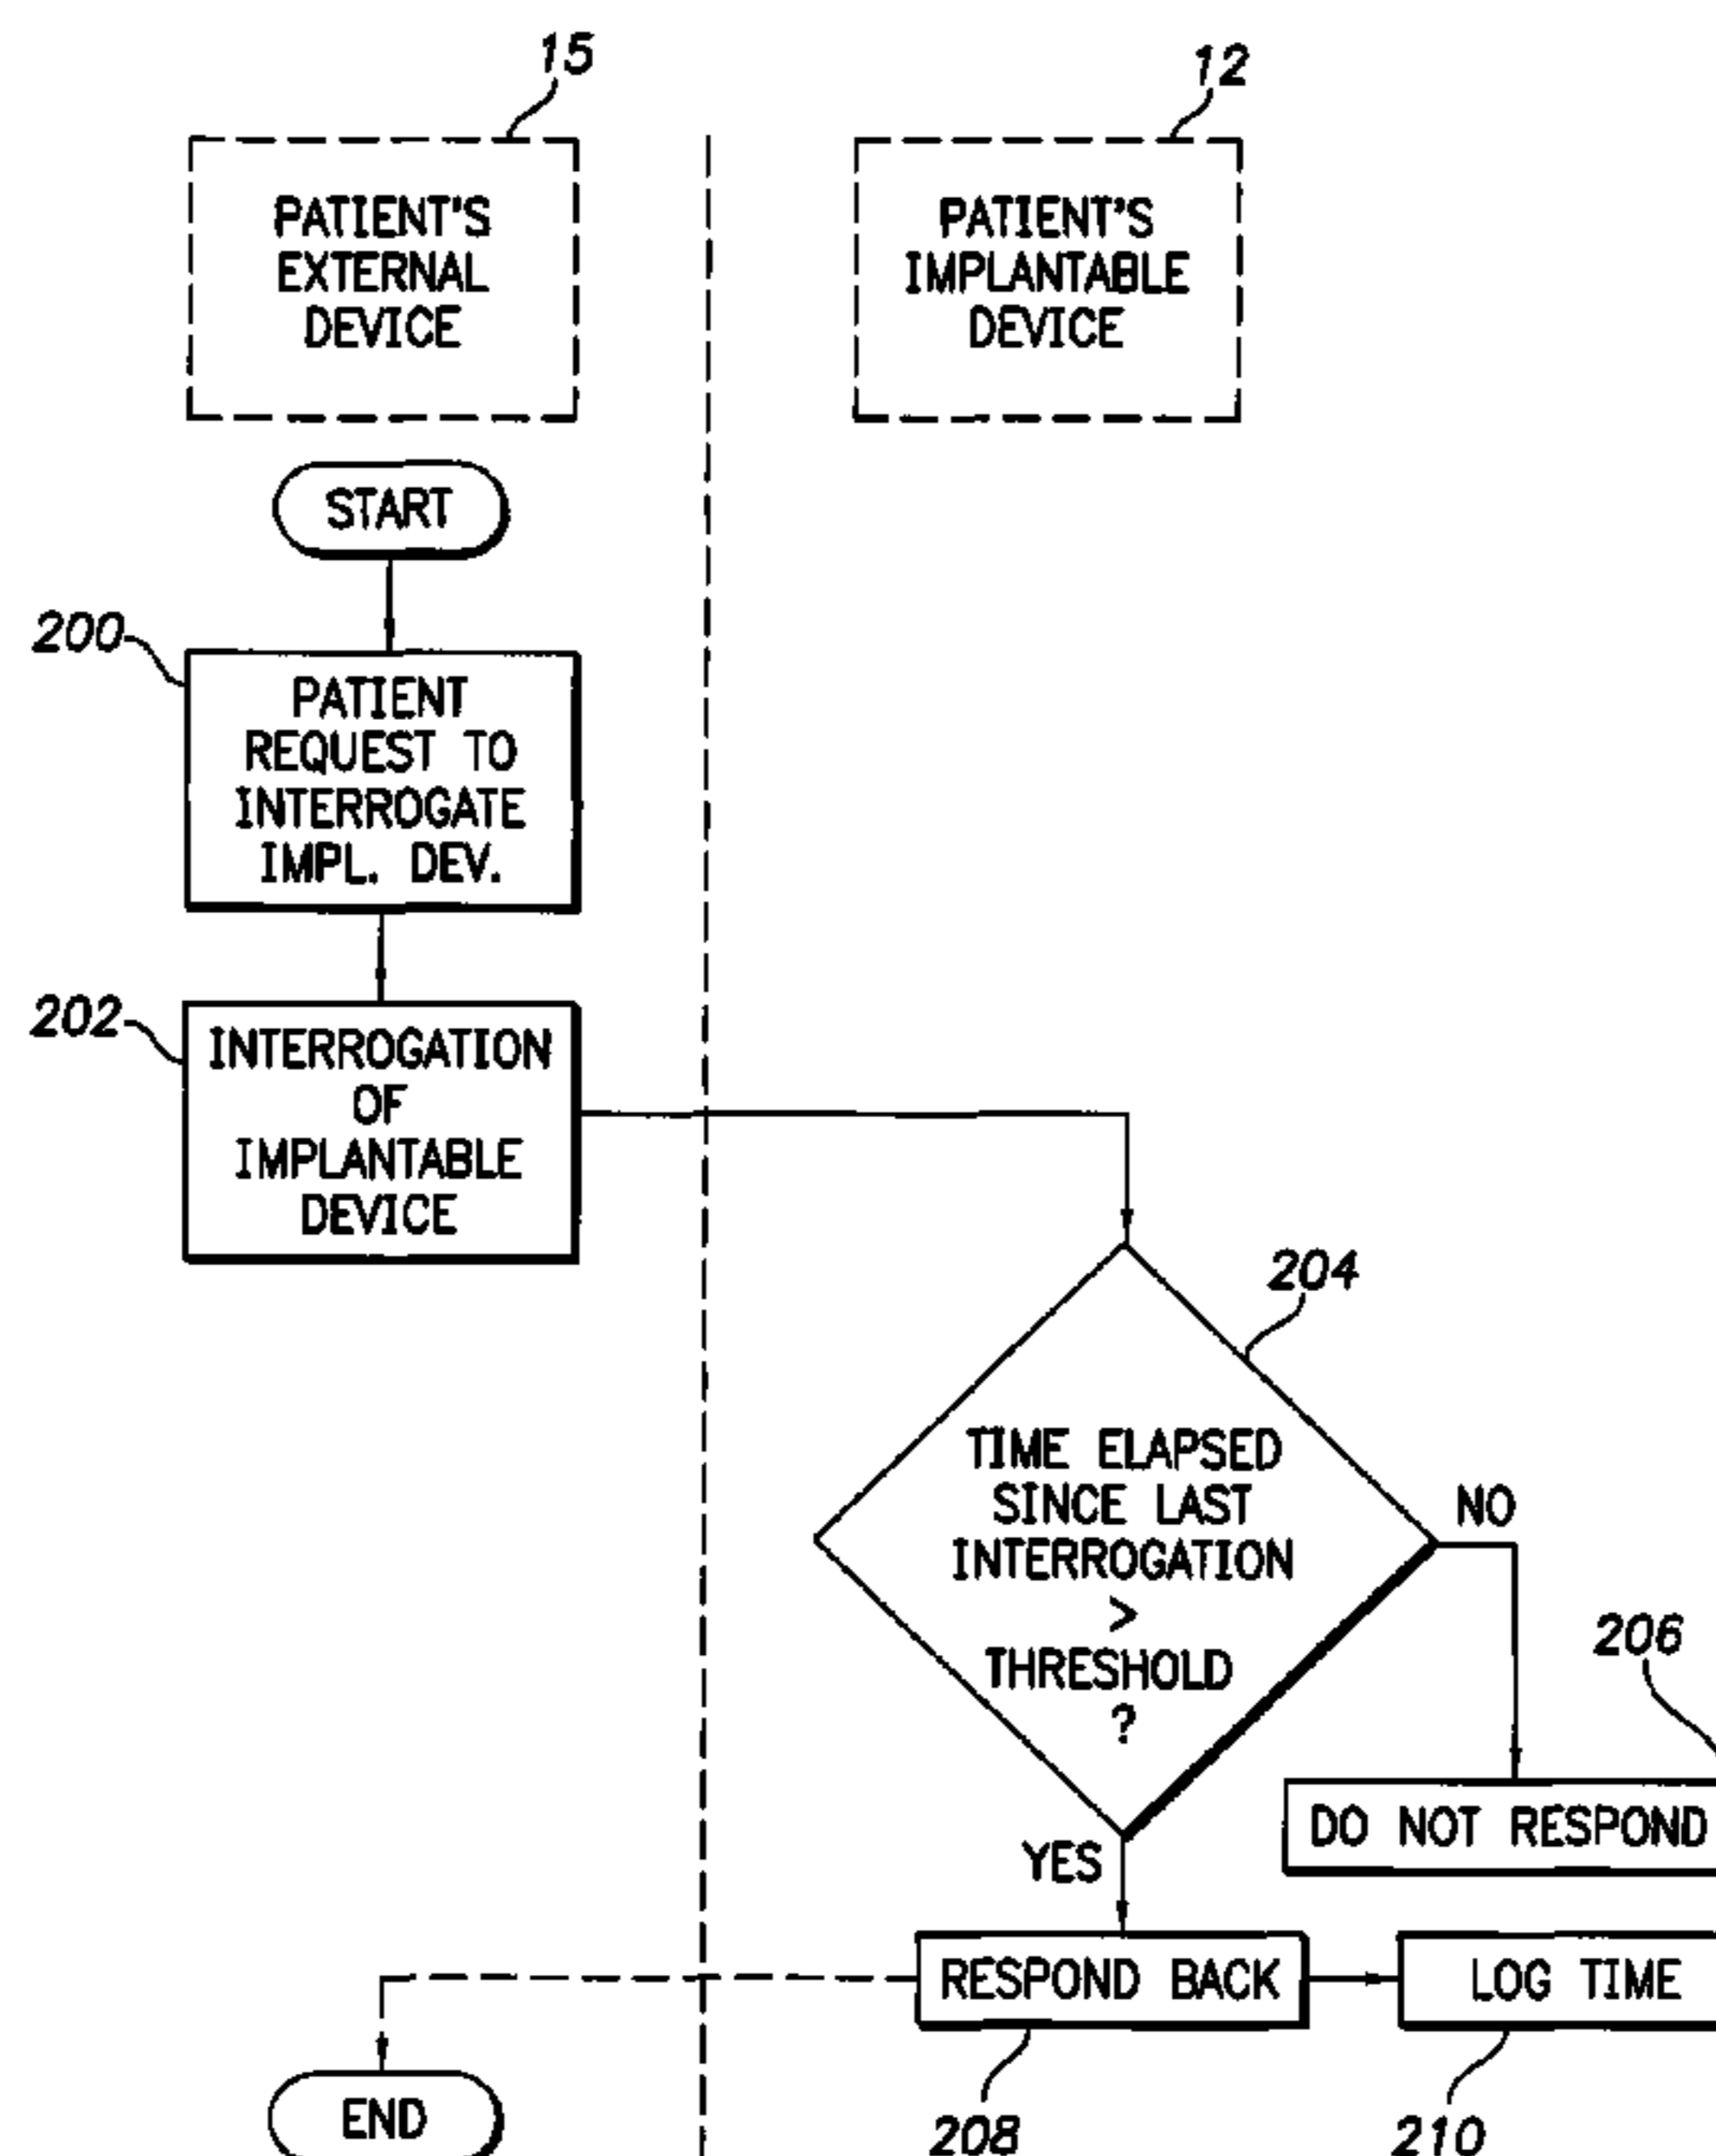 15
12
PATIENT'S
EXTERNAL
DEVICE
PATIENT'S
IMPLANTABLE
DEVICE
START
200
PATIENT
REQUEST TO
INTERROGATE
IMPL. DEV.
202
INTERROGATION
OF
IMPLANTABLE
DEVICE
204
TIME ELAPSED
SINCE LAST
INTERROGATION
>
THRESHOLD
?
NO
206
DO NOT RESPOND
YES
RESPOND BACK
LOG TIME
END
208
210